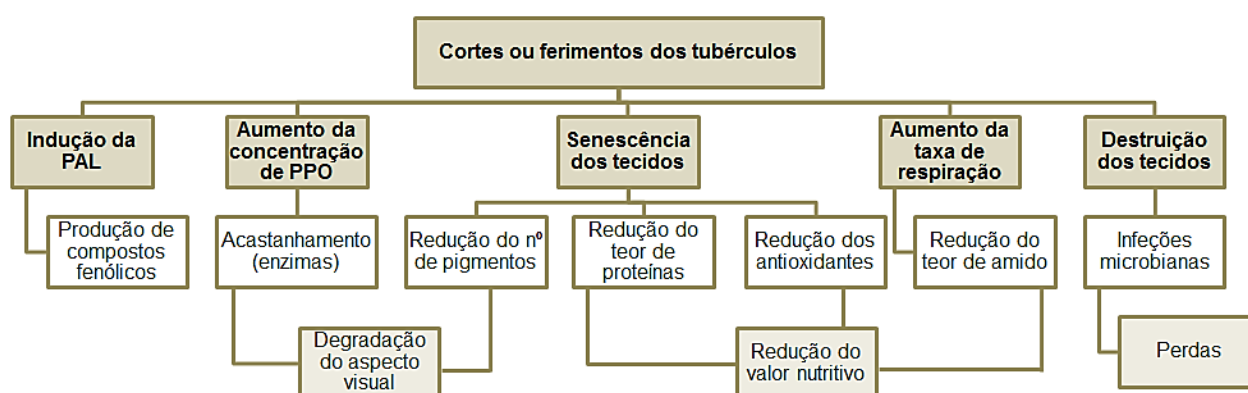 Cortes ou ferimentos dos tubérculos
Indução da
PAL
Aumento da
concentração
de PPO
Senescência
dos tecidos
Aumento da
taxa de
respiração
Destruição
dos tecidos
Produção de
compostos
fenólicos
Acastanhamento
(enzimas)
Redução do nº
de pigmentos
Redução do
teor de
proteínas
Redução dos
antioxidantes
Redução do
teor de amido
Infeções
microbianas
Degradação
do aspecto
visual
Redução do
valor nutritivo
Perdas